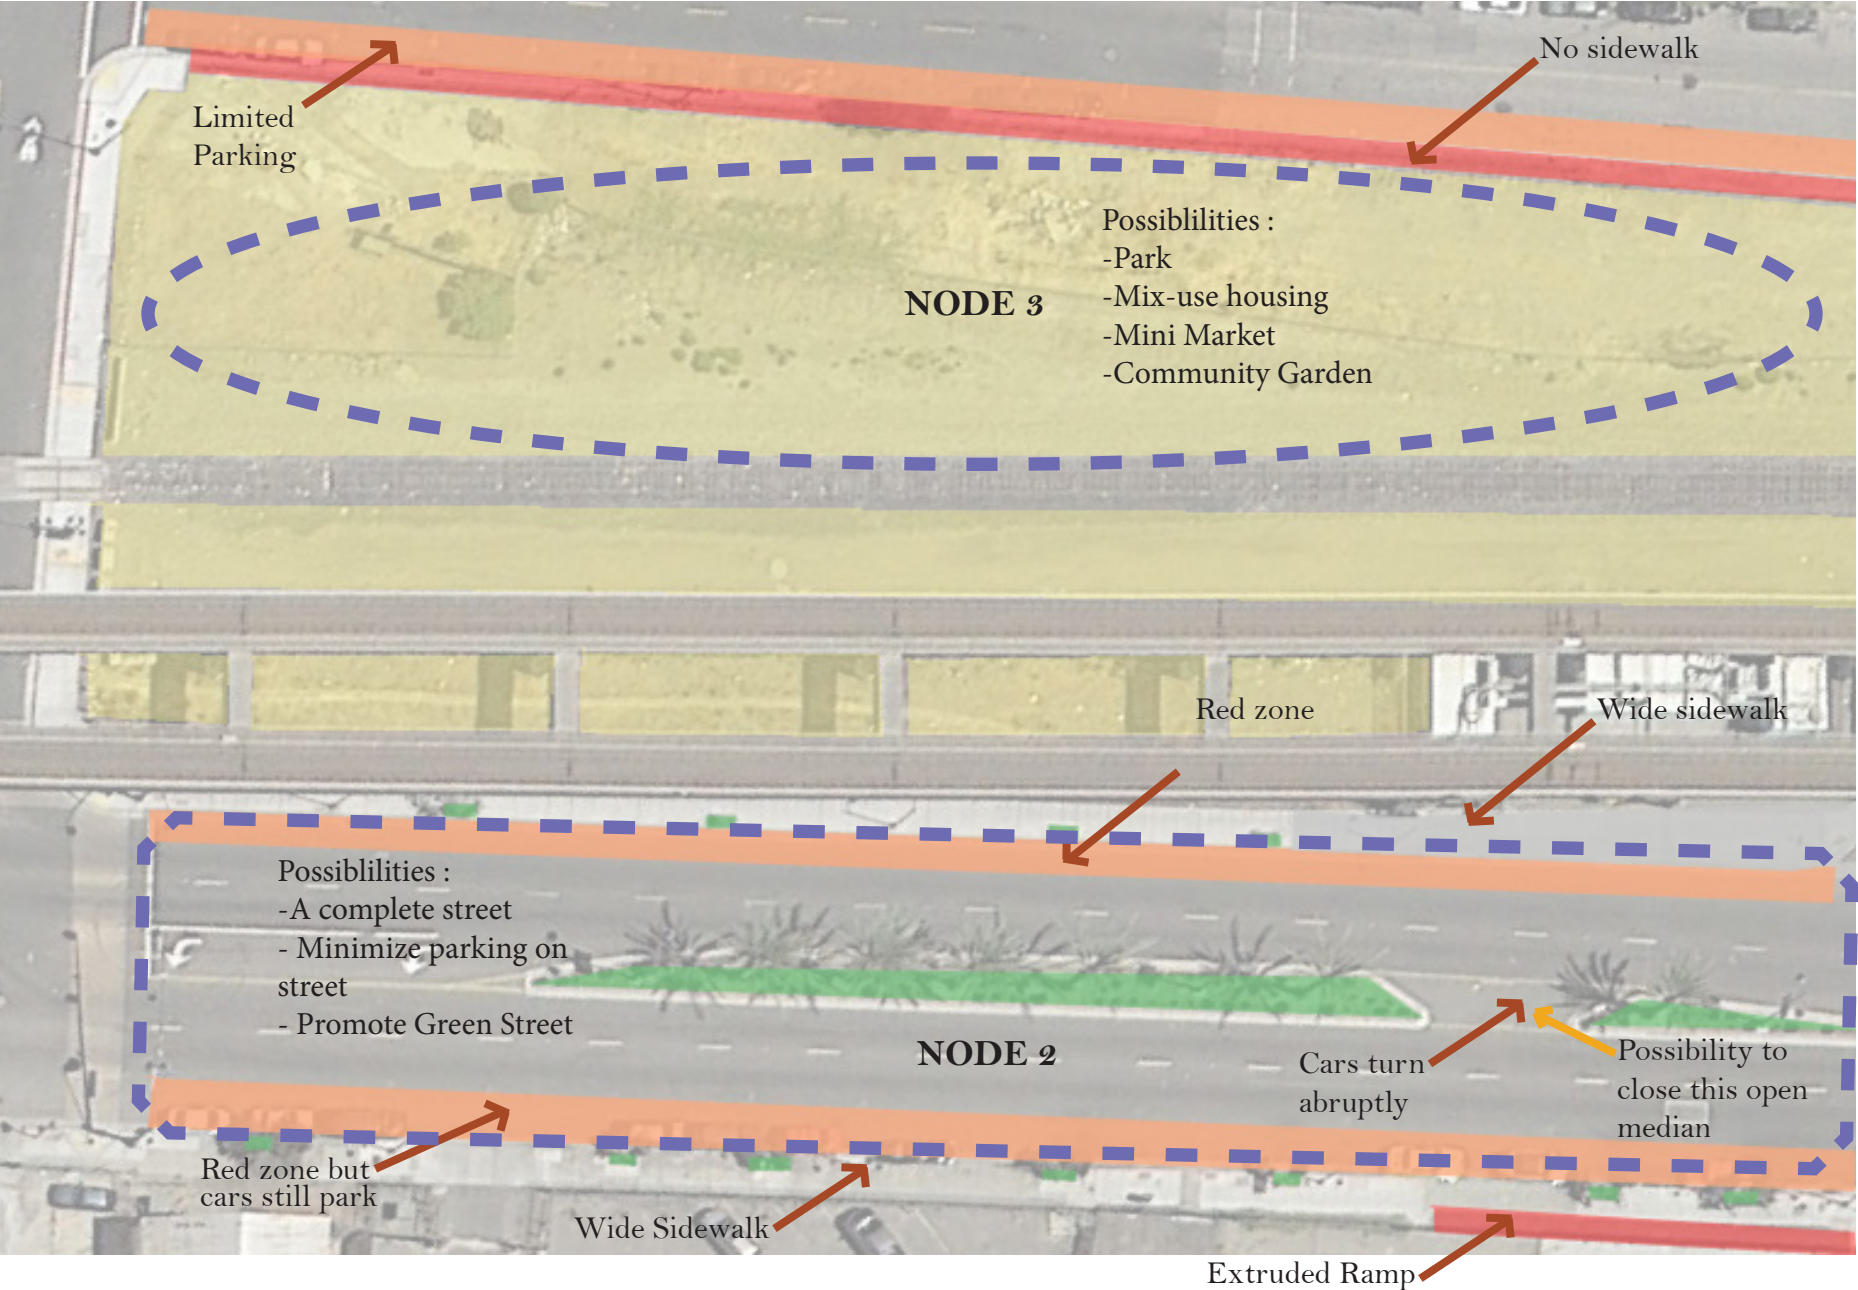 No sidewalk
Limited
Parking
Possiblilities :
-Park
-Mix-use housing
-Mini Market
-Community Garden
NODE 3
Red zone
Wide sidewalk
Possiblilities :
-A complete street
- Minimize parking on
street
- Promote Green Street
NODE 2
Cars turn
abruptly
Possibility to
close this open
median
Red zone but
cars still park
Wide Sidewalk
Extruded Ramp